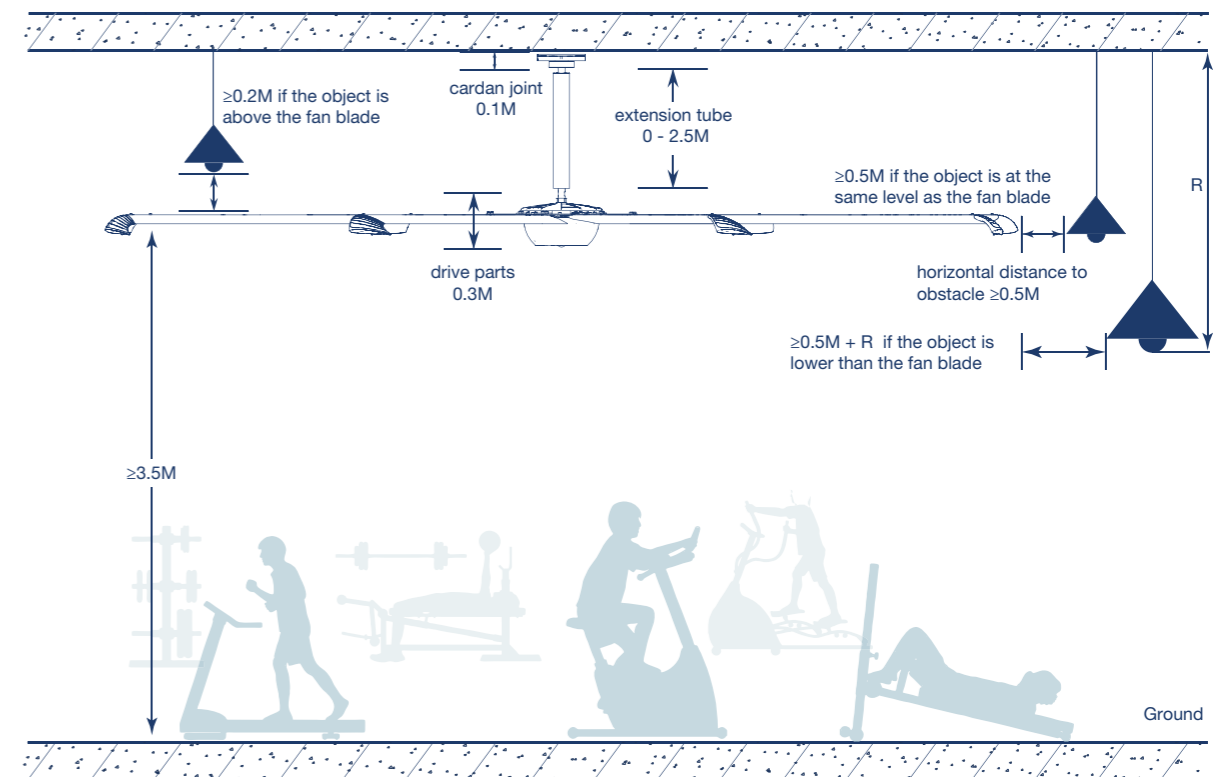 ≥0.2M if the object is
above the fan blade
cardan joint
0.1M
extension tube
0 - 2.5M
≥0.5M if the object is at the
same level as the fan blade
R
drive parts
0.3M
horizontal distance to
obstacle ≥0.5M
≥0.5M + R if the object is
lower than the fan blade
≥3.5M
Ground